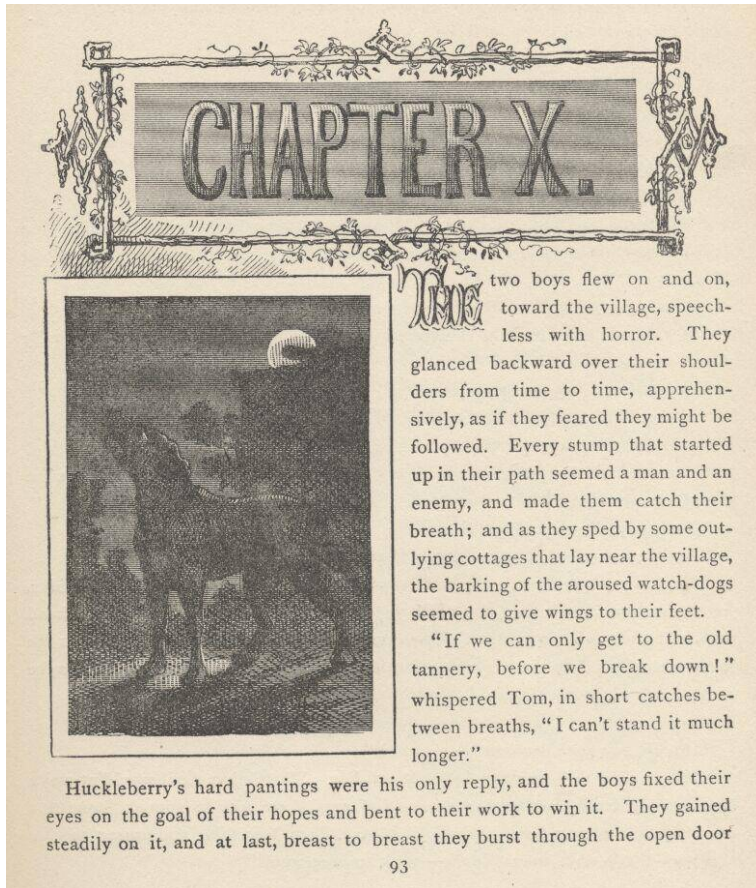 CHAPTER X.
THE two boys flew on and on,
toward the village, speech-
less with horror. They
glanced backward over their shoul-
ders from time to time, apprehen-
sively, as if they feared they might be
followed. Every stump that started
up in their path seemed a man and an
enemy, and made them catch their
breath; and as they sped by some out-
lying cottages that lay near the village,
the barking of the aroused watch-dogs
seemed to give wings to their feet.
"If we can only get to the old
tannery, before we break down!"
whispered Tom, in short catches be-
tween breaths, "I can't stand it much
longer."
Huckleberry's hard pantings were his only reply, and the boys fixed their
eyes on the goal of their hopes and bent to their work to win it. They gained
steadily on it, and at last, breast to breast they burst through the open door
93